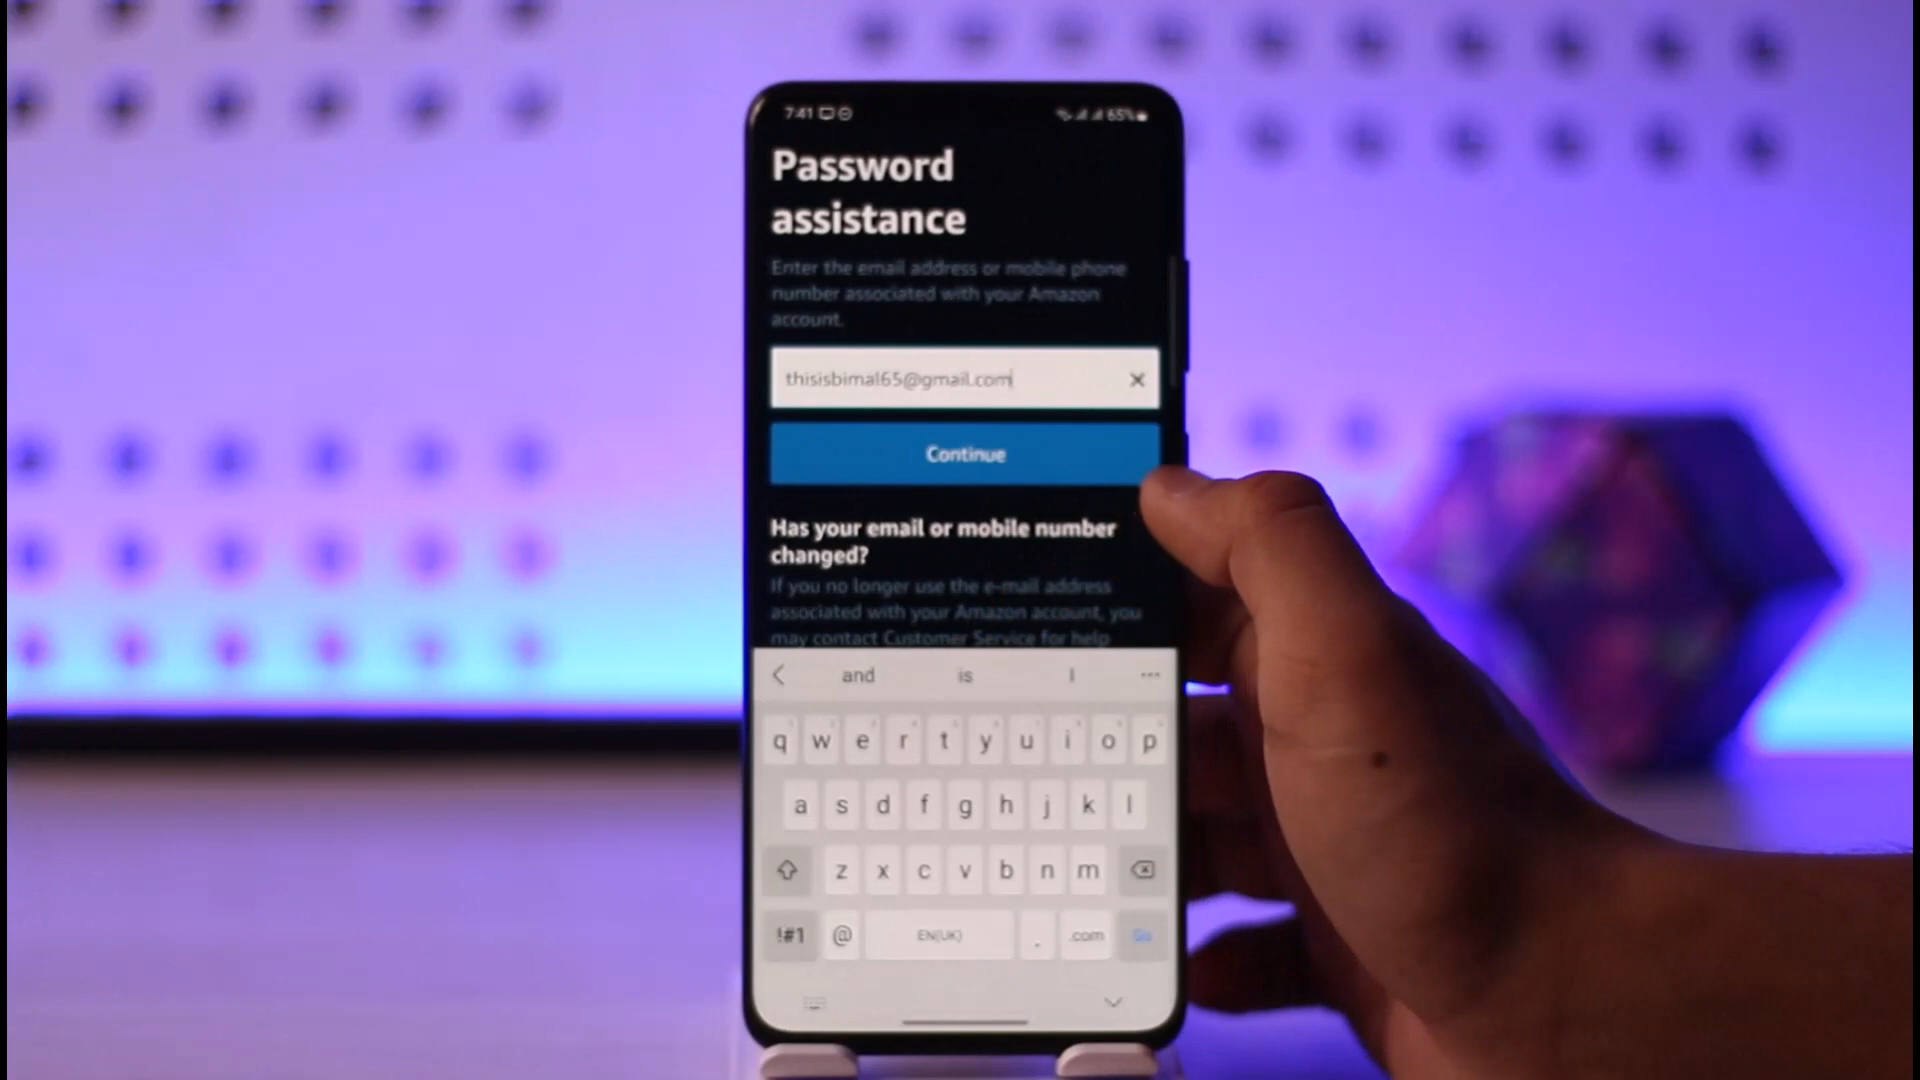 7:41
65%
Password
assistance
Enter the email address or mobile phone
number associated with your Amazon
account.
thisisbimal65@gmail.com
Continue
Has your email or mobile number
changed?
If you no longer use the e-mail address
associated with your Amazon account, you
may contact Customer Service for help
and is I
q w e r t y u i o p
a s d f g h j k l
z x c v b n m
!#1 @ EN(UK) . .com Go